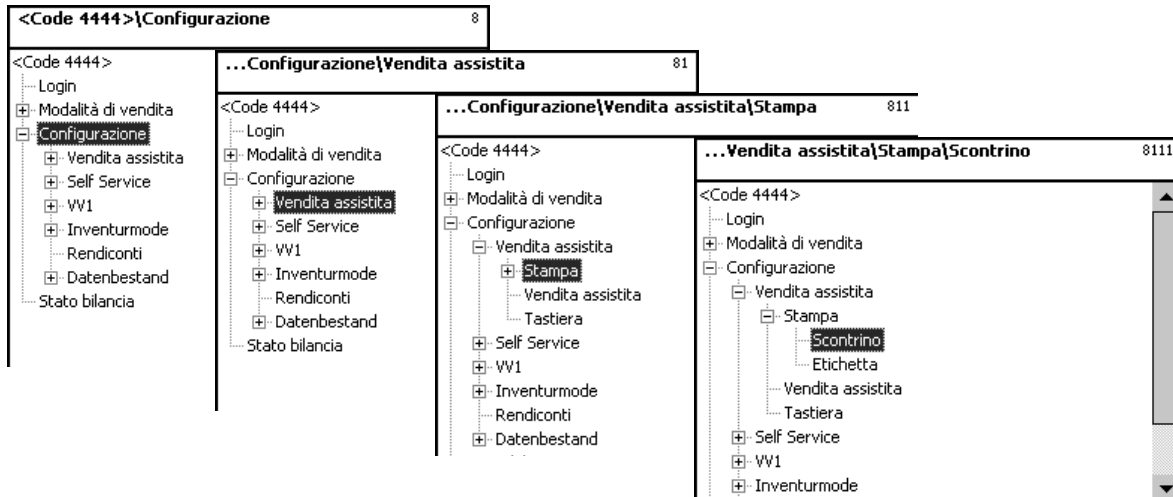 <Code 4444>\Configurazione 8
<Code 4444>
Login
Modalità di vendita
Configurazione
Vendita assistita
Self Service
VV1
Inventurmode
Rendiconti
Datenbestand
Stato bilancia
...Configurazione\Vendita assistita 81
<Code 4444>
Login
Modalità di vendita
Configurazione
Vendita assistita
Self Service
VV1
Inventurmode
Rendiconti
Datenbestand
Stato bilancia
...Configurazione\Vendita assistita\Stampa 811
<Code 4444>
Login
Modalità di vendita
Configurazione
Vendita assistita
Stampa
Vendita assistita
Tastiera
Self Service
VV1
Inventurmode
Rendiconti
Datenbestand
...Vendita assistita\Stampa\Scontrino 8111
<Code 4444>
Login
Modalità di vendita
Configurazione
Vendita assistita
Stampa
Scontrino
Etichetta
Vendita assistita
Tastiera
Self Service
VV1
Inventurmode